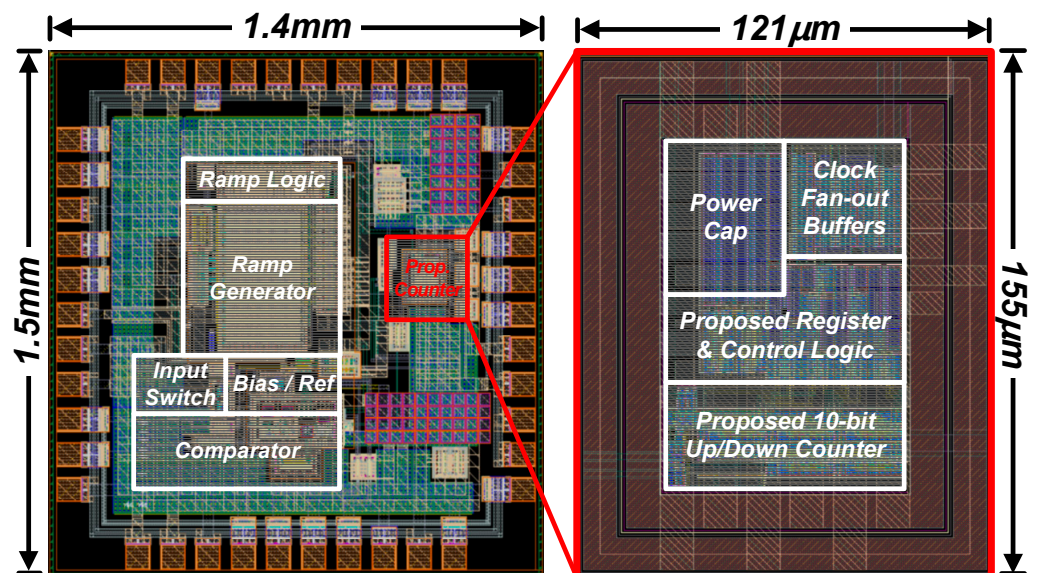 1.4mm
1.5mm
Ramp Logic
Ramp
Generator
Prop.
Counter
Input
Switch
Bias / Ref
Comparator
121μm
155μm
Power
Cap
Clock
Fan-out
Buffers
Proposed Register
& Control Logic
Proposed 10-bit
Up/Down Counter